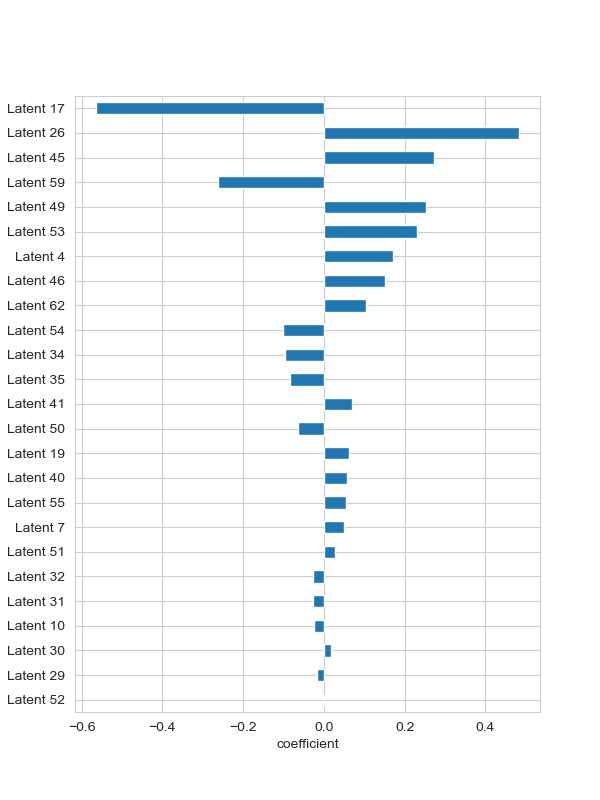 Latent 17
Latent 26
Latent 45
Latent 59
Latent 49
Latent 53
Latent 4
Latent 46
Latent 62
Latent 54
Latent 34
Latent 35
Latent 41
Latent 50
Latent 19
Latent 40
Latent 55
Latent 7
Latent 51
Latent 32
Latent 31
Latent 10
Latent 30
Latent 29
Latent 52
−0.6 −0.4 −0.2 0.0 0.2 0.4
coefficient